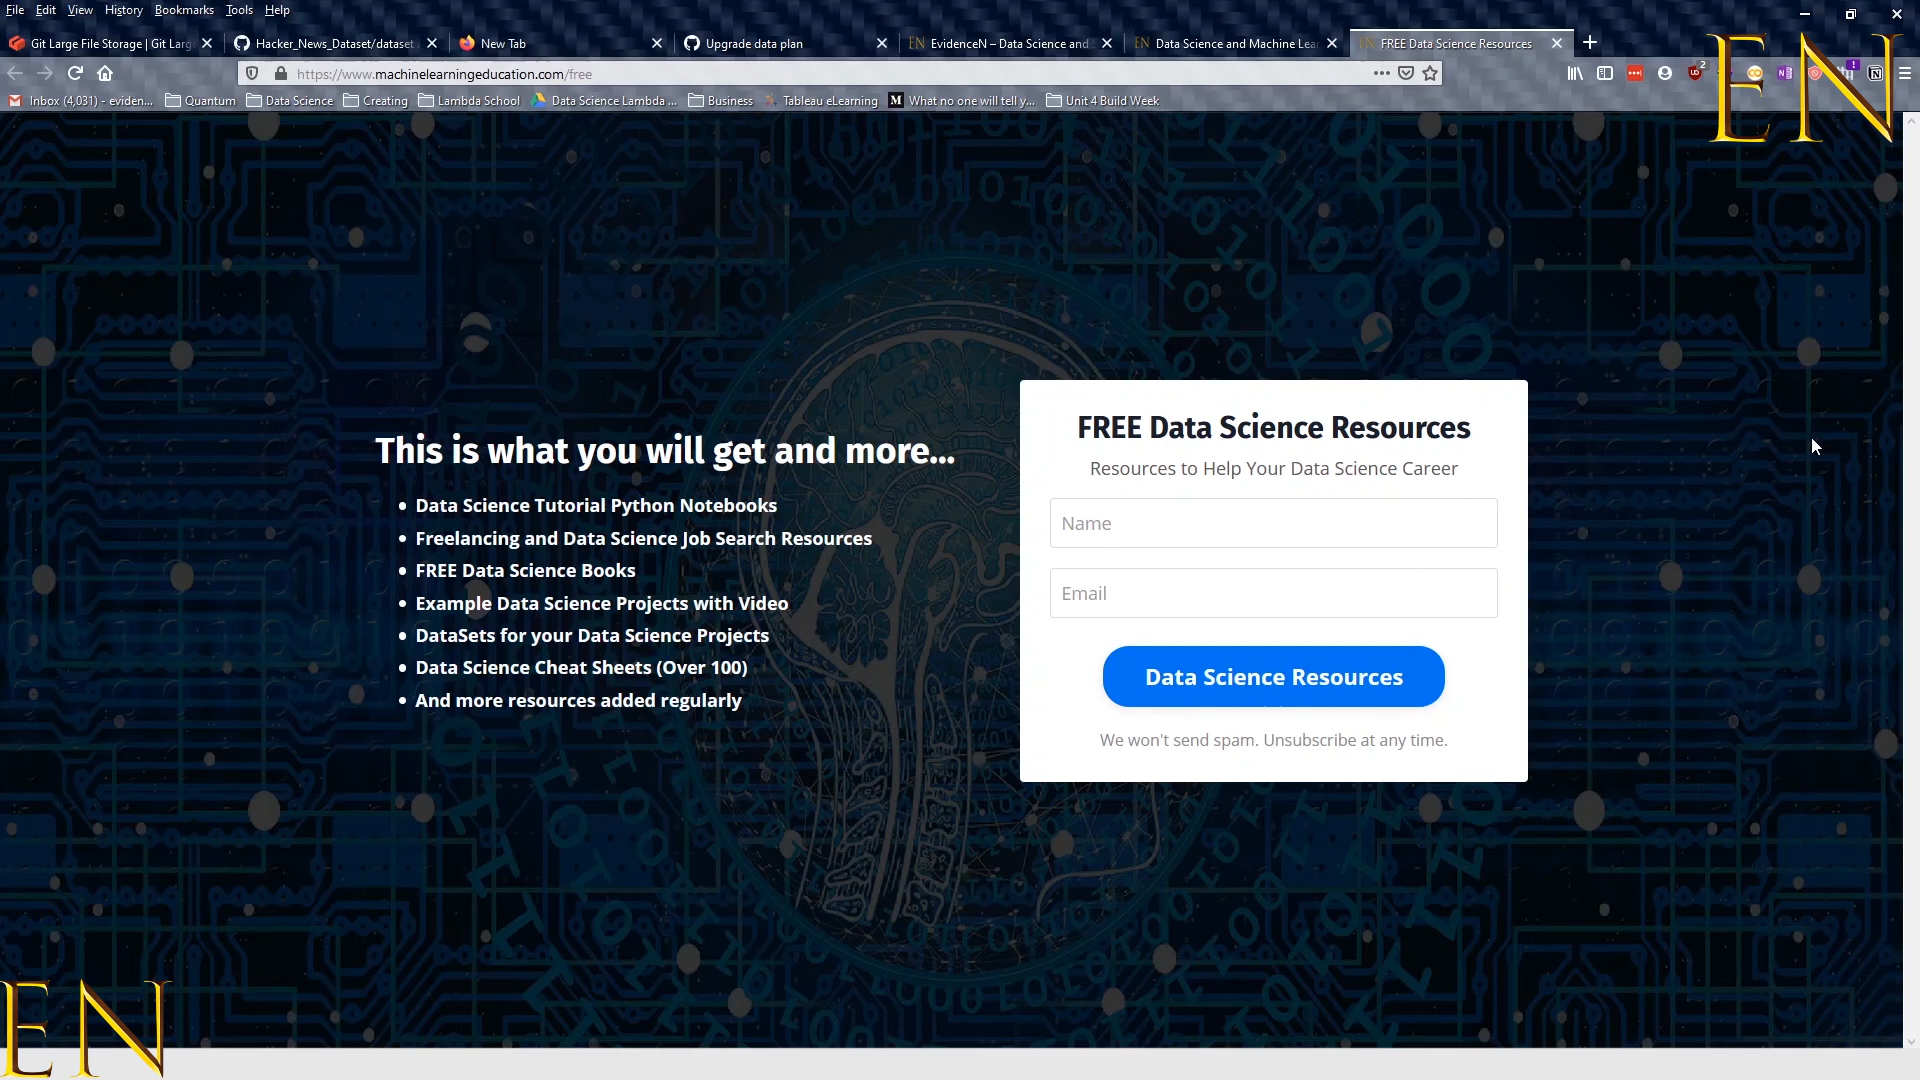 File Edit View History Bookmarks Tools Help
Git Large File Storage | Git Larg
Hacker_News_Dataset/dataset
New Tab
Upgrade data plan
EvidenceN – Data Science and
Data Science and Machine Lea
FREE Data Science Resources
https://www.machinelearningeducation.com/free
2
Inbox (4,031) - eviden... Quantum Data Science Creating Lambda School Data Science Lambda ... Business Tableau eLearning What no one will tell y... Unit 4 Build Week
EN
This is what you will get and more...
• Data Science Tutorial Python Notebooks
• Freelancing and Data Science Job Search Resources
• FREE Data Science Books
• Example Data Science Projects with Video
• DataSets for your Data Science Projects
• Data Science Cheat Sheets (Over 100)
• And more resources added regularly
FREE Data Science Resources
Resources to Help Your Data Science Career
Name
Email
Data Science Resources
We won't send spam. Unsubscribe at any time.
EN